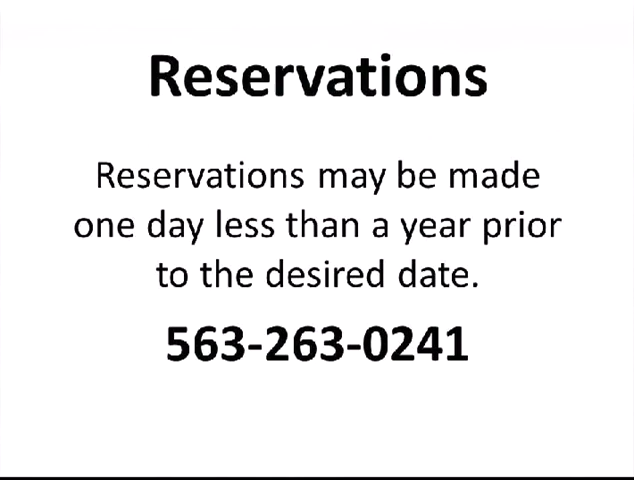 Reservations
Reservations may be made
one day less than a year prior
to the desired date.
563-263-0241